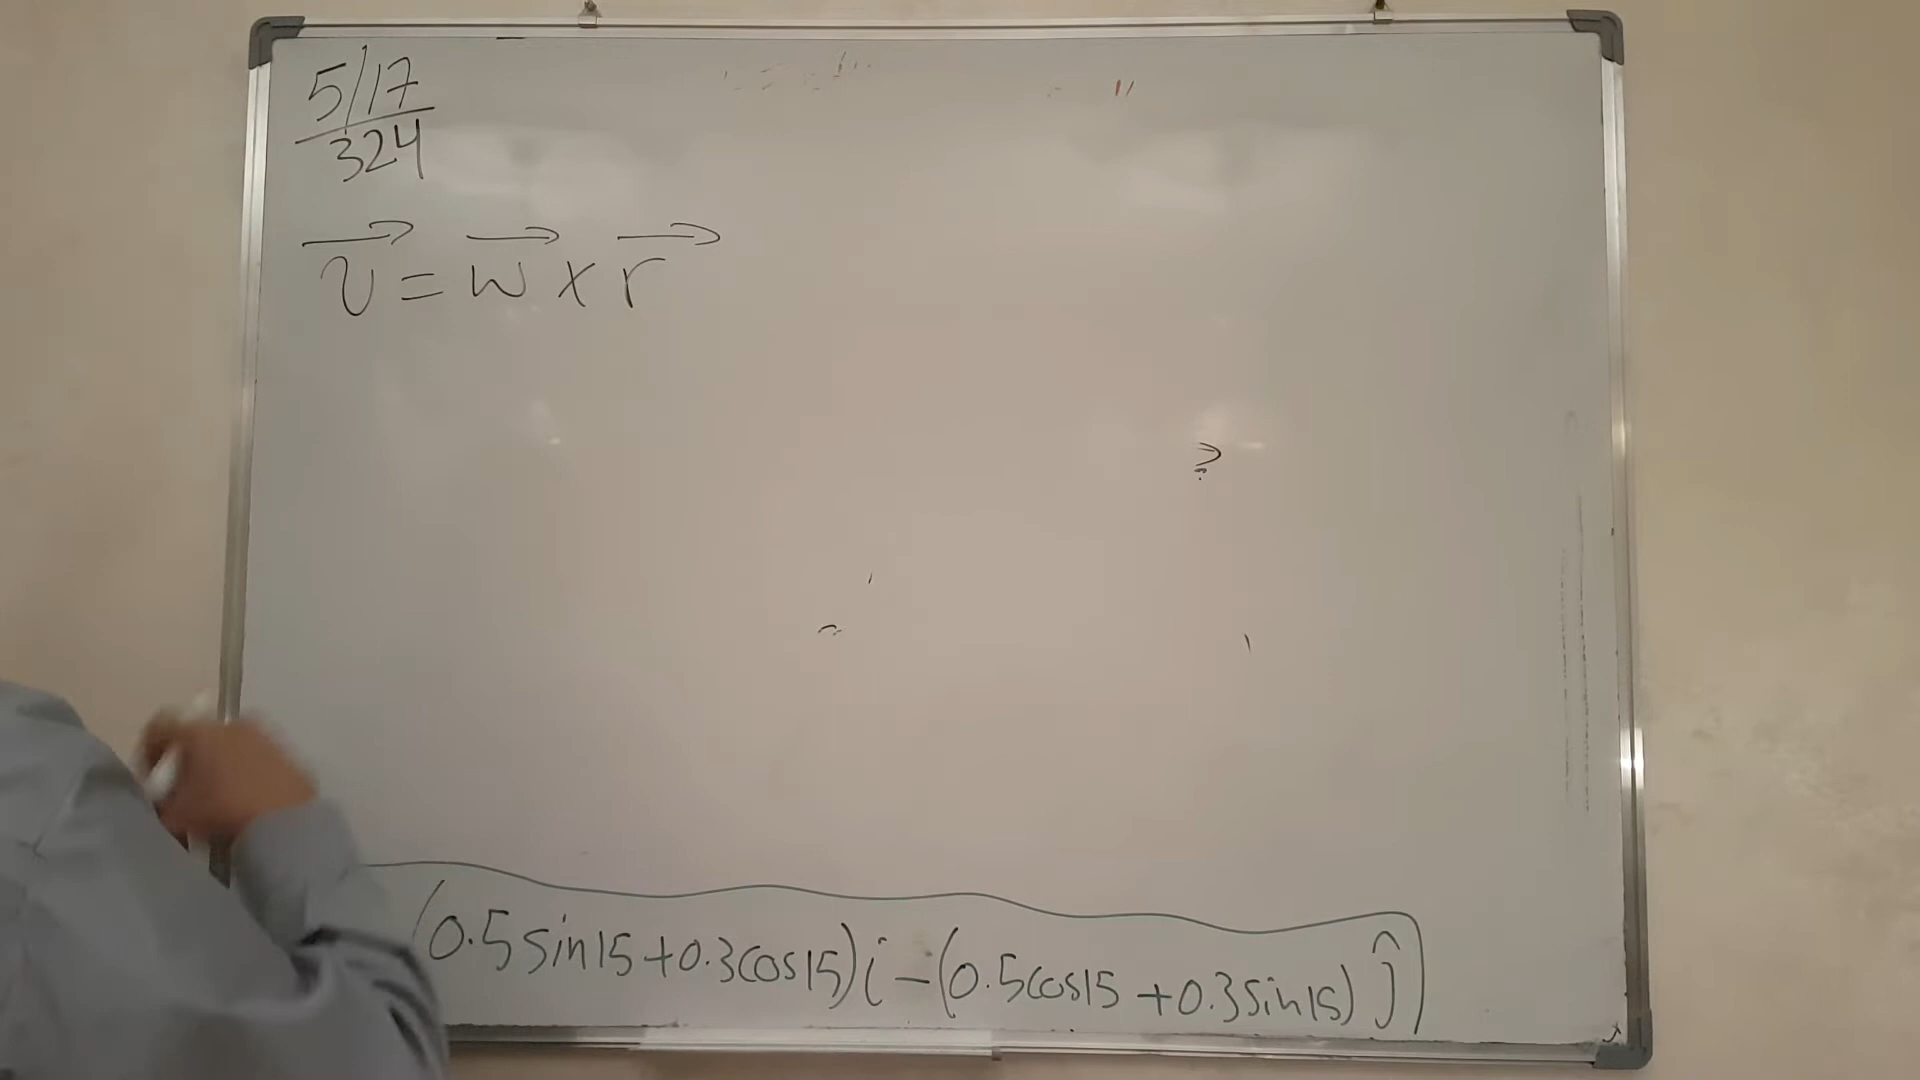 5/17
324
v = w x r
?
(0.5sin15+0.3cos15)i-(0.5cos15+0.3sin15)ĵ